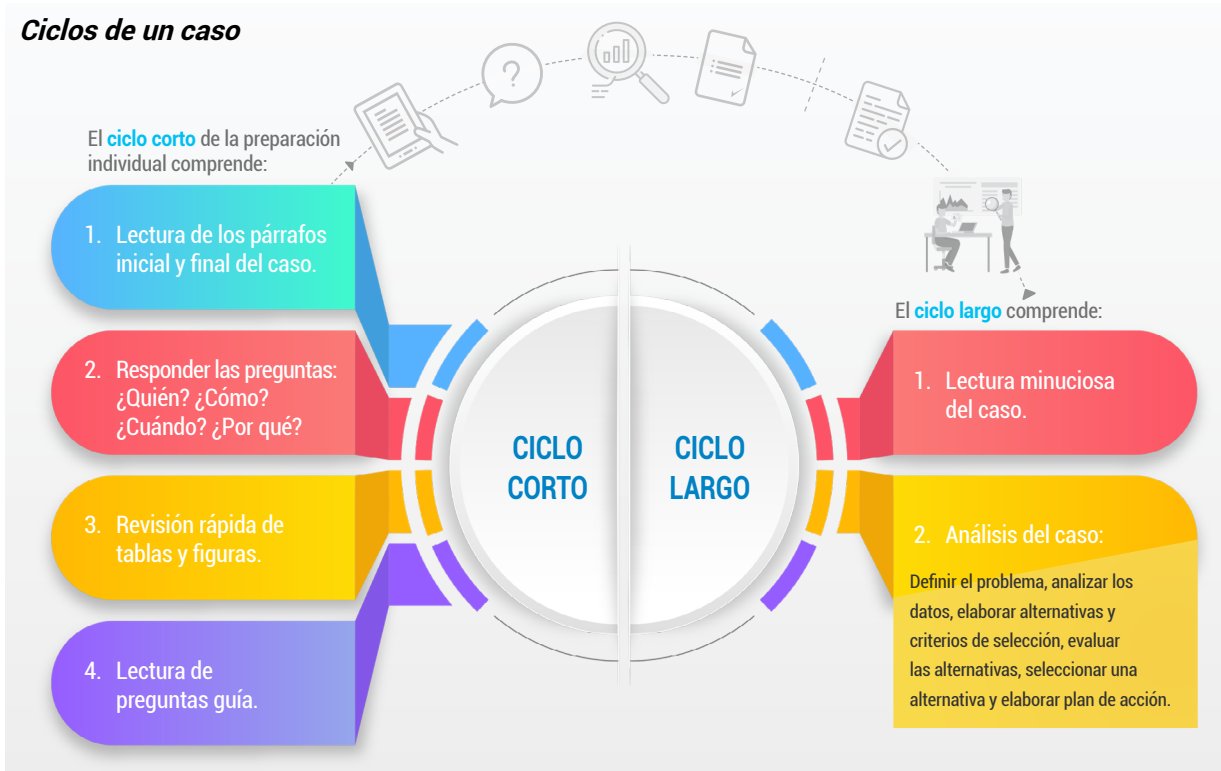 Ciclos de un caso
El ciclo corto de la preparación
individual comprende:
1. Lectura de los párrafos
inicial y final del caso.
2. Responder las preguntas:
¿Quién? ¿Cómo?
¿Cuándo? ¿Por qué?
3. Revisión rápida de
tablas y figuras.
4. Lectura de
preguntas guía.
CICLO
CORTO
CICLO
LARGO
El ciclo largo comprende:
1. Lectura minuciosa
del caso.
2. Análisis del caso:
Definir el problema, analizar los
datos, elaborar alternativas y
criterios de selección, evaluar
las alternativas, seleccionar una
alternativa y elaborar plan de acción.